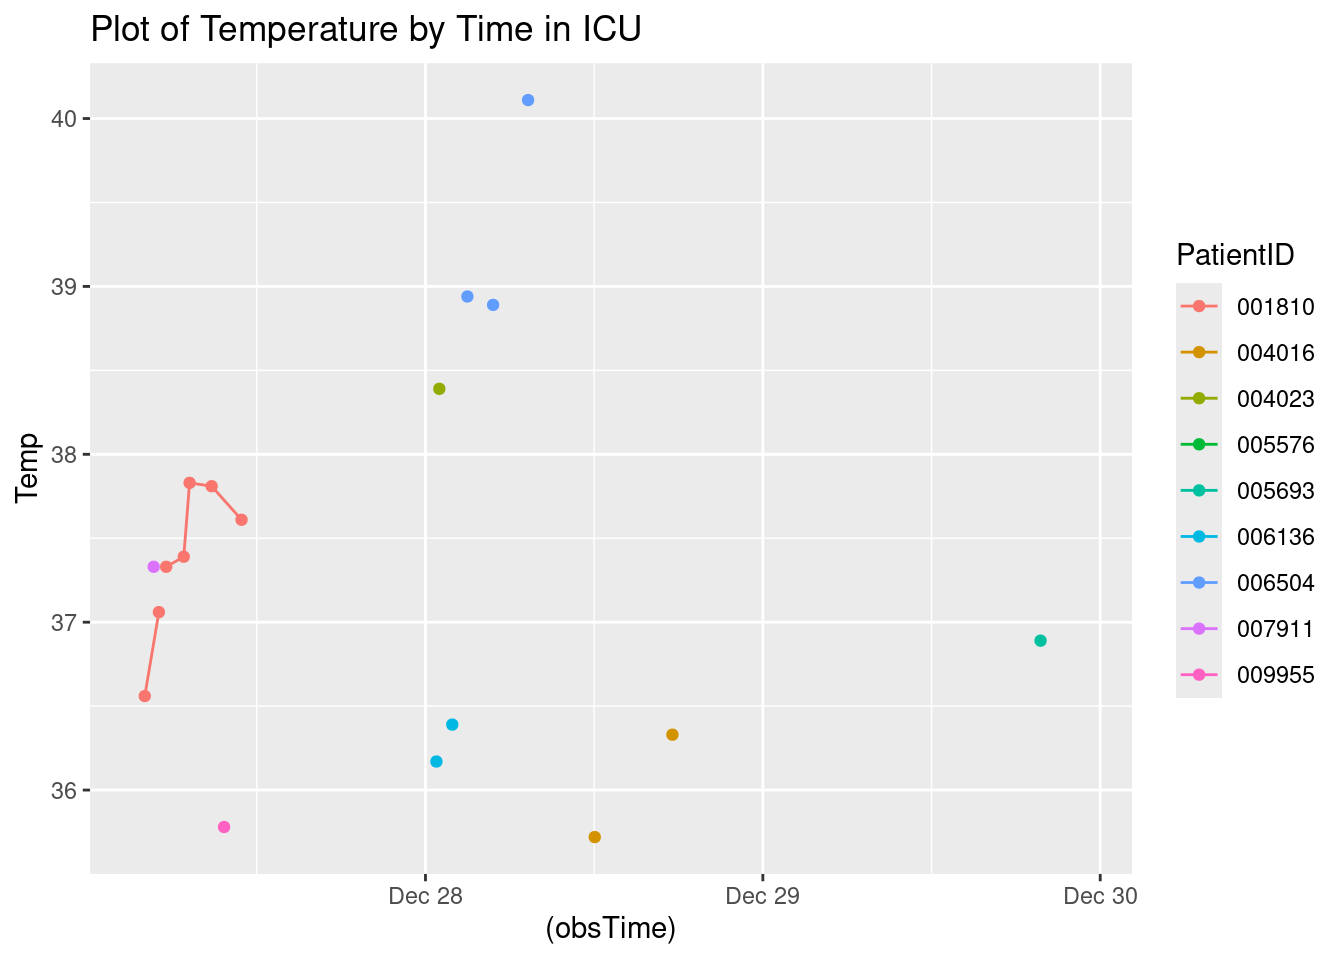 Plot of Temperature by Time in ICU
Temp
40
39
38
37
36
Dec 28
Dec 29
Dec 30
(obsTime)
PatientID
001810
004016
004023
005576
005693
006136
006504
007911
009955